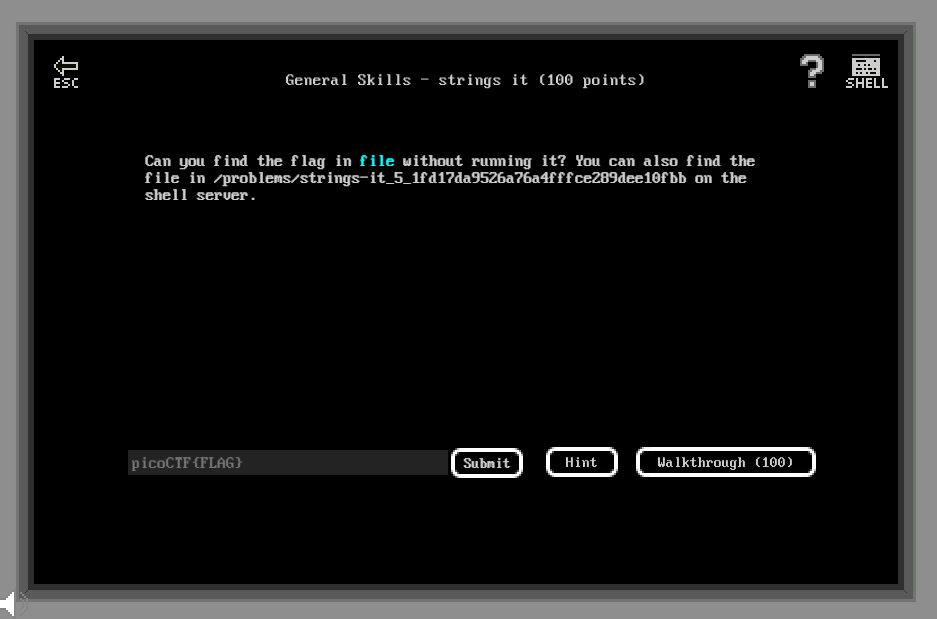 ESC
General Skills - strings it (100 points)
?
SHELL
Can you find the flag in file without running it? You can also find the
file in /problems/strings-it_5_1fd17da9526a76a4fffce289dee10fbb on the
shell server.
picoCTF{FLAG}
Submit
Hint
Walkthrough (100)